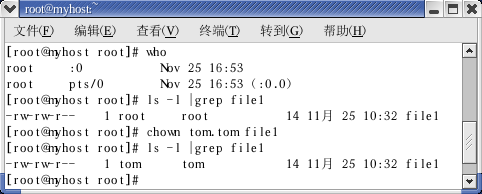 root@myhost:~
文件(F) 编辑(E) 查看(V) 终端(T) 转到(G) 帮助(H)
[root@myhost root]# who
root :0 Nov 25 16:53
root pts/0 Nov 25 16:53 (:0.0)
[root@myhost root]# ls -l |grep file1
-rw-rw-r-- 1 root root 14 11月 25 10:32 file1
[root@myhost root]# chown tom.tom file1
[root@myhost root]# ls -l |grep file1
-rw-rw-r-- 1 tom tom 14 11月 25 10:32 file1
[root@myhost root]#